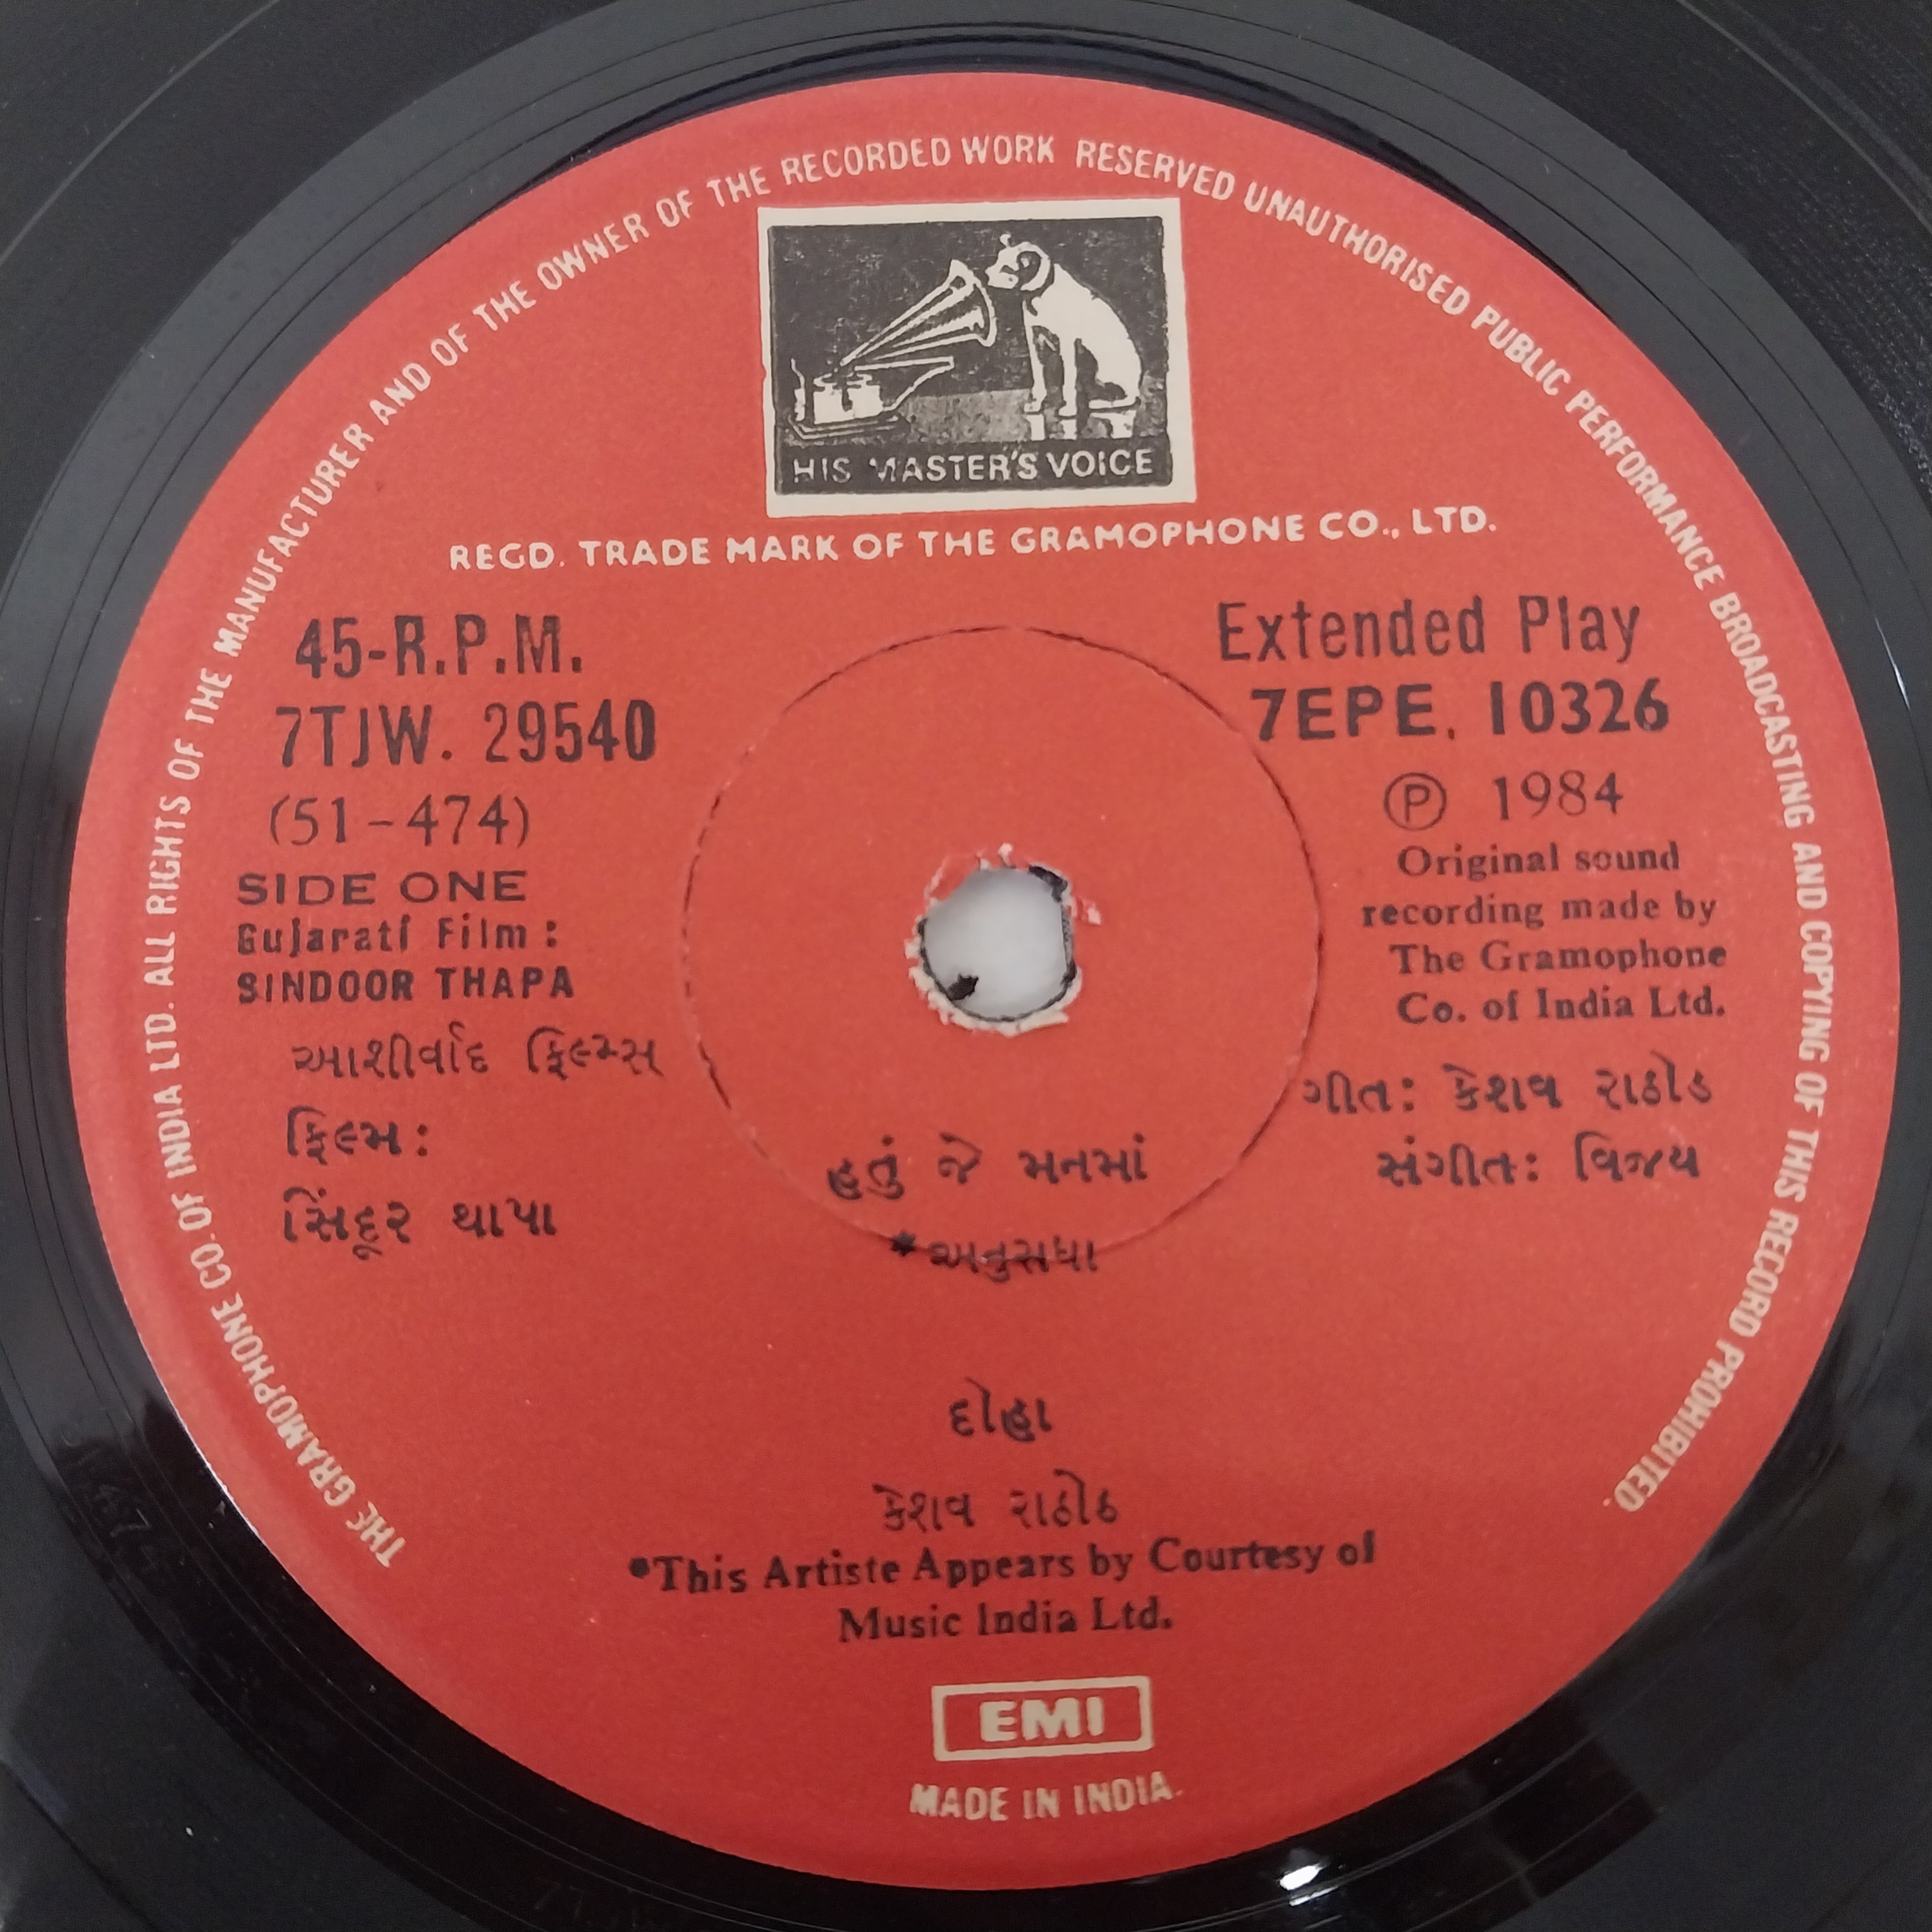 THE GRAMOPHONE CO. OF INDIA LTD. ALL RIGHTS OF THE MANUFACTURER AND OF THE OWNER OF THE RECORDED WORK RESERVED UNAUTHORISED PUBLIC PERFORMANCE BROADCASTING AND COPYING OF THIS RECORD PROHIBITED.
HIS MASTER'S VOICE
REGD. TRADE MARK OF THE GRAMOPHONE CO., LTD.
45-R.P.M.
7TJW. 29540
(51-474)
SIDE ONE
Gujarati Film:
SINDOOR THAPA
આશીર્વાદ ફિલ્મ્સ
ફિલ્મ:
સિંદૂર થાપા
Extended Play
7EPE. 10326
Ⓟ 1984
Original sound
recording made by
The Gramophone
Co. of India Ltd.
ગીત: કેશવ રાઠોડ
સંગીત: વિજય
હતું જે મનમાં
*અનુસધા
દોહા
કેશવ રાઠોઠ
*This Artiste Appears by Courtesy of
Music India Ltd.
EMI
MADE IN INDIA.